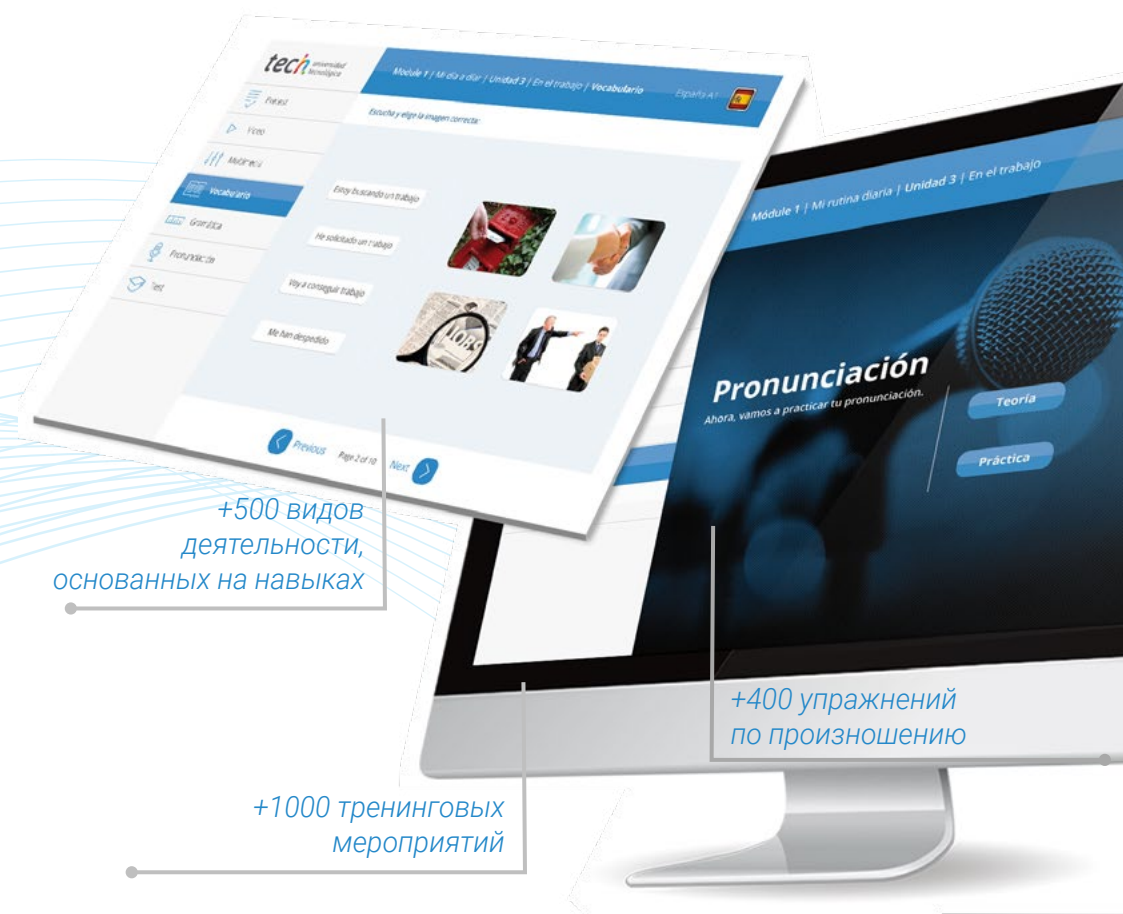 tech universidad
tecnológica
Module 1 | Mi día a diar | Unidad 3 | En el trabajo | Vocabulario España A1
Escucha y elige la imagen correcta:
Video
Vocabulario
Gramática
Pronunciación
Test
Estoy buscando un trabajo
He solicitado un trabajo
Voy a conseguir trabajo
Me han despedido
JOBS
Previous Page 2 of 10 Next
Módule 1 | Mi rutina diaria | Unidad 3 | En el trabajo
Pronunciación
Ahora, vamos a practicar tu pronunciación.
Teoría
Práctica
+500 видов
деятельности,
основанных на навыках
+400 упражнений
по произношению
+1000 тренинговых
мероприятий